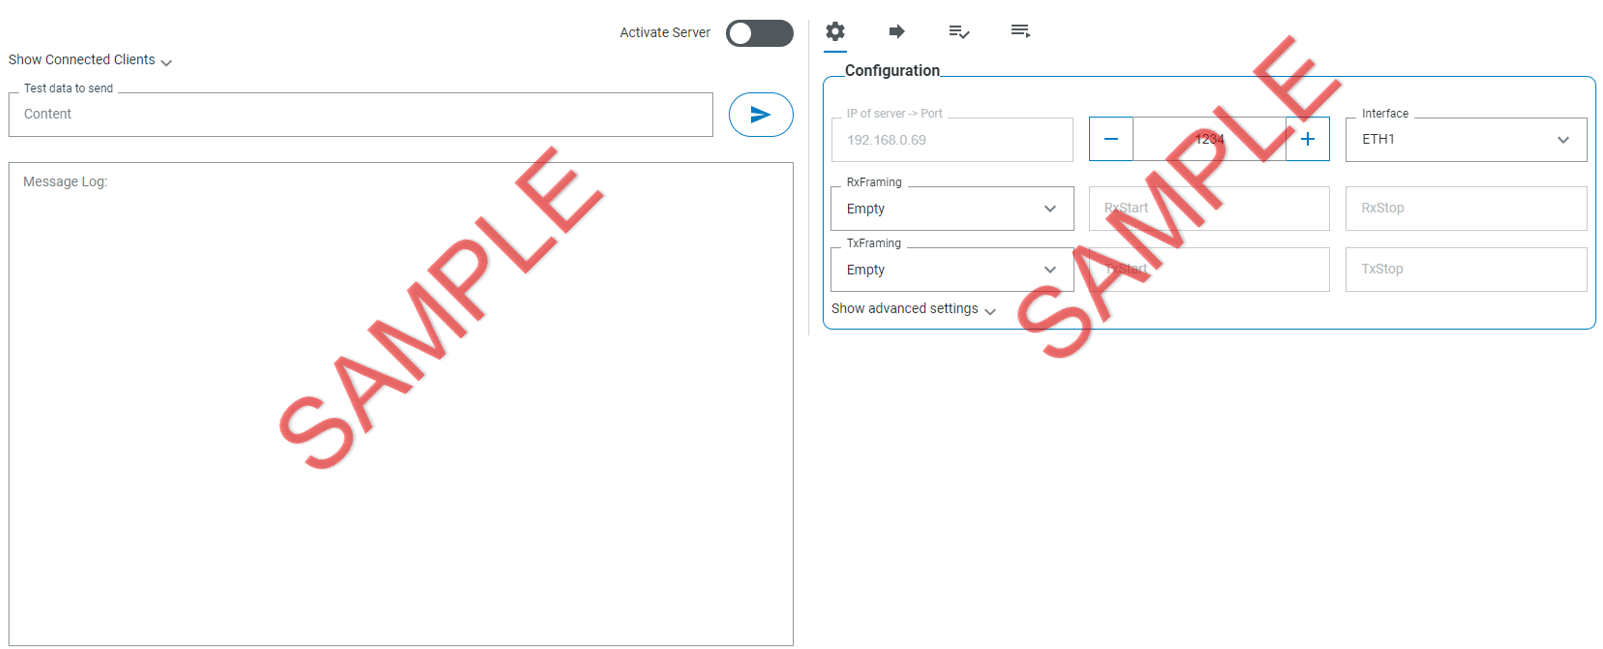 Activate Server
Show Connected Clients
Test data to send
Content
Message Log:
SAMPLE
Configuration
IP of server -> Port
192.168.0.69
1234
Interface
ETH1
RxFraming
Empty
RxStart
RxStop
TxFraming
Empty
TxStart
TxStop
Show advanced settings
SAMPLE